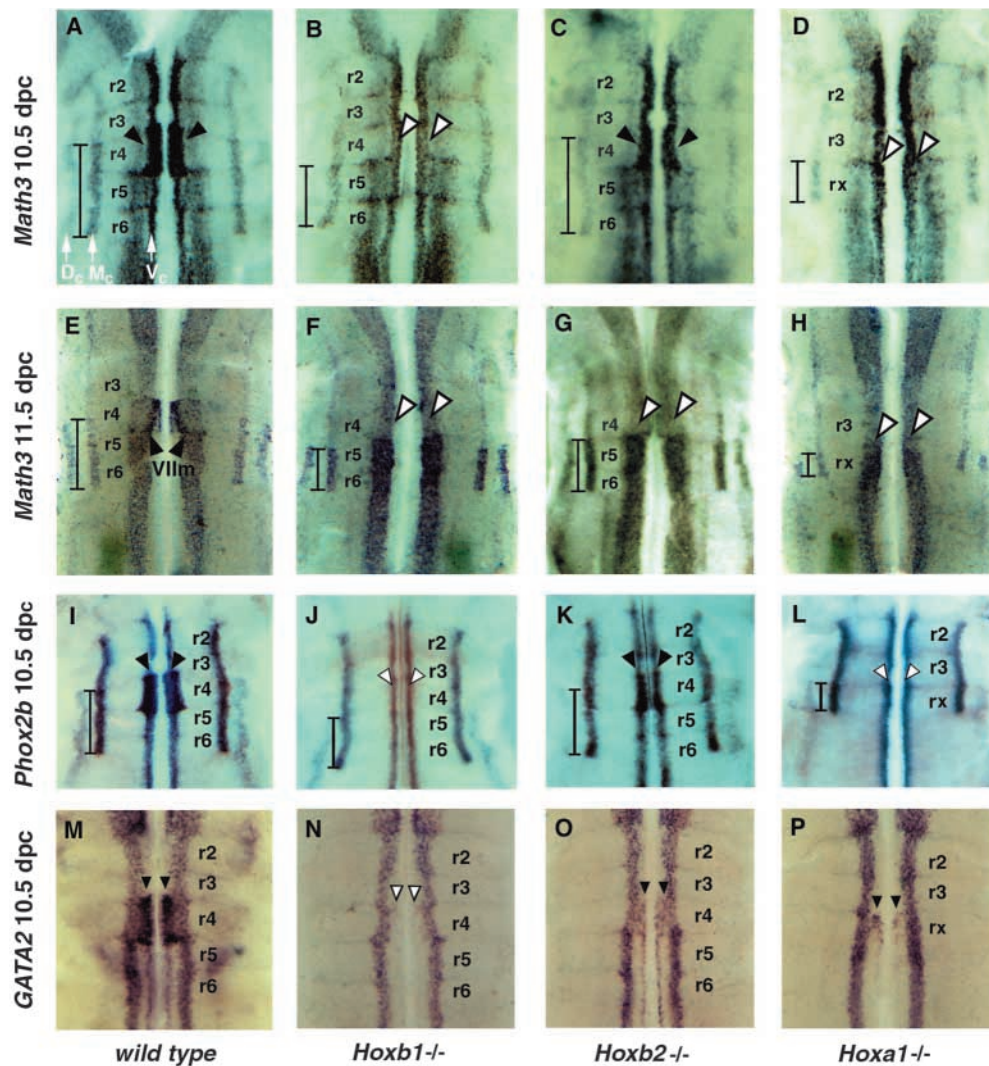 Math3 10.5 dpc
A
r2
r3
r4
r5
r6
Dc Mc Vc
B
r2
r3
r4
r5
r6
C
r2
r3
r4
r5
r6
D
r2
r3
rx
Math3 11.5 dpc
E
r3
r4
r5
VIIm
r6
F
r4
r5
r6
G
r4
r5
r6
H
r3
rx
Phox2b 10.5 dpc
I
r2
r3
r4
r5
r6
J
r2
r3
r4
r5
r6
K
r2
r3
r4
r5
r6
L
r2
r3
rx
GATA2 10.5 dpc
M
r2
r3
r4
r5
r6
N
r2
r3
r4
r5
r6
O
r2
r3
r4
r5
r6
P
r2
r3
rx
wild type
Hoxb1-/-
Hoxb2-/-
Hoxa1-/-